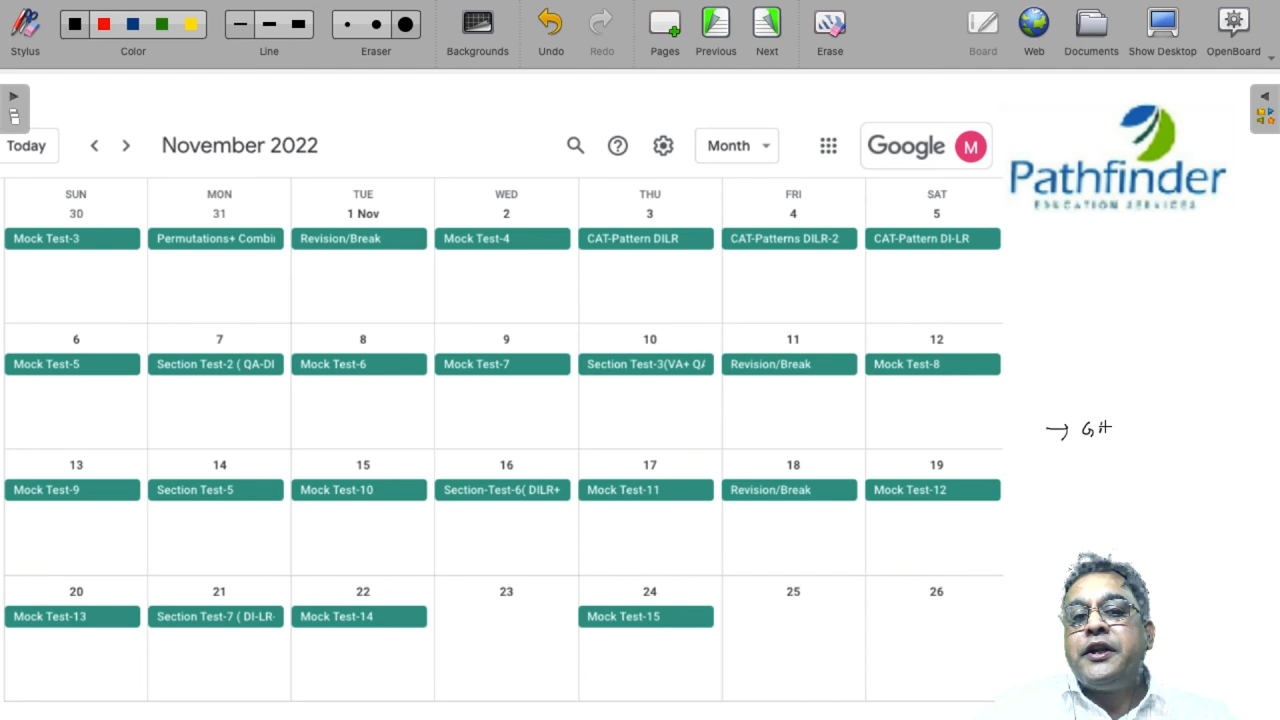 Stylus Color Line Eraser Backgrounds Undo Redo Pages Previous Next Erase Board Web Documents Show Desktop OpenBoard
Today November 2022 Month Google M
Pathfinder
EDUCATION SERVICES
SUN MON TUE WED THU FRI SAT
30 31 1 Nov 2 3 4 5
Mock Test-3 Permutations+ Combi Revision/Break Mock Test-4 CAT-Pattern DILR CAT-Patterns DILR-2 CAT-Pattern DI-LR
6 7 8 9 10 11 12
Mock Test-5 Section Test-2 ( QA-DI Mock Test-6 Mock Test-7 Section Test-3(VA+ QA Revision/Break Mock Test-8
→ GH
13 14 15 16 17 18 19
Mock Test-9 Section Test-5 Mock Test-10 Section-Test-6( DILR+ Mock Test-11 Revision/Break Mock Test-12
20 21 22 23 24 25 26
Mock Test-13 Section Test-7 ( DI-LR- Mock Test-14 Mock Test-15